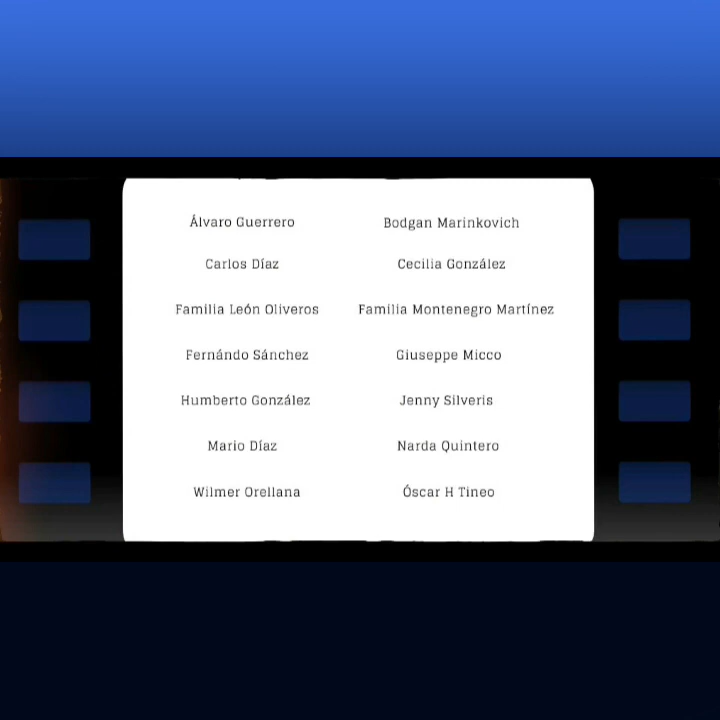 Álvaro Guerrero
Bodgan Marinkovich
Carlos Díaz
Cecilia González
Familia León Oliveros
Familia Montenegro Martínez
Fernándo Sánchez
Giuseppe Micco
Humberto González
Jenny Silveris
Mario Díaz
Narda Quintero
Wilmer Orellana
Óscar H Tineo